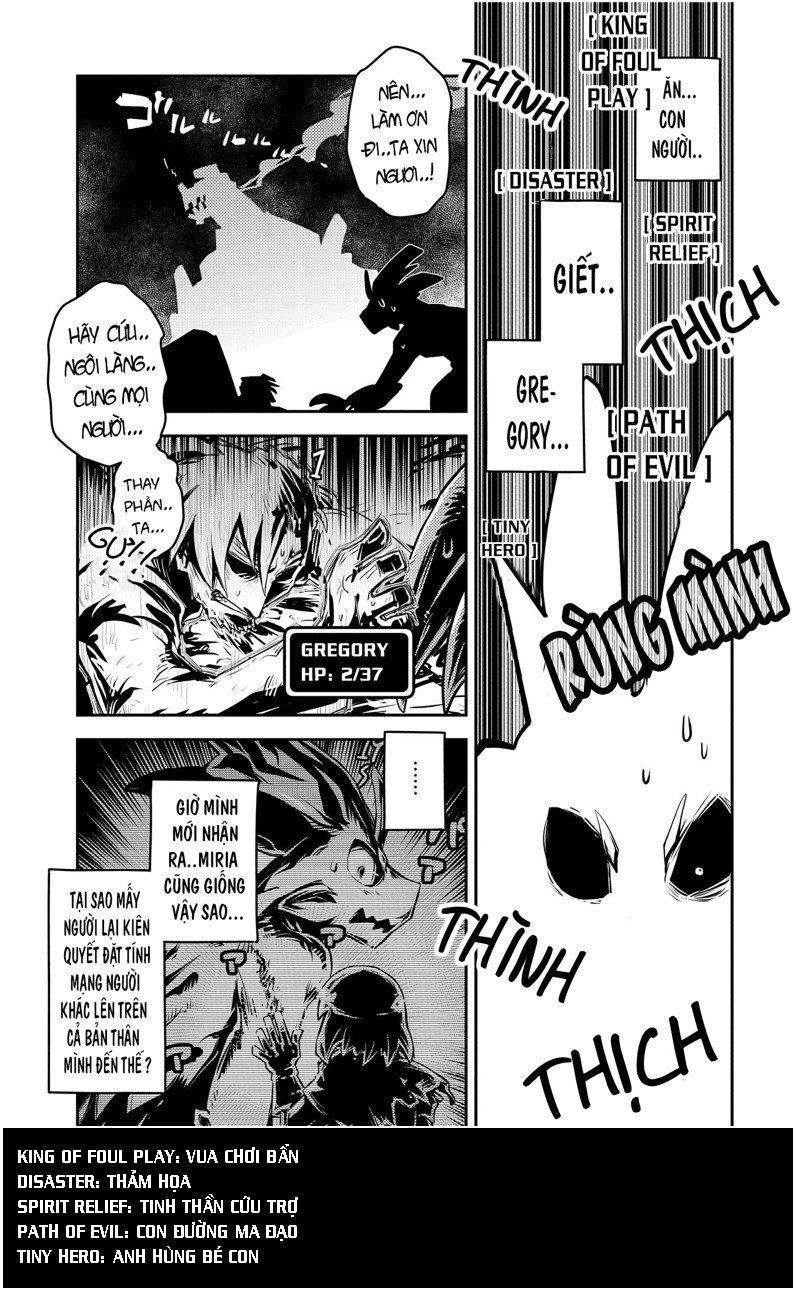 [ KING
OF FOUL
PLAY ]
ĂN...
CON
NGƯỜI..
THÌNH
[ DISASTER ]
[ SPIRIT
RELIEF ]
GIẾT..
THỊCH
GRE-
GORY...
[ PATH
OF EVIL ]
[ TINY
HERO ]
RÙNG MÌNH
THÌNH
THỊCH
NÊN...
LÀM ƠN
ĐI..TA XIN
NGƯƠI..!
HÃY CỨU..
NGÔI LÀNG..
CÙNG MỌI
NGƯỜI...
THAY
PHẦN..
TA...
GREGORY
HP: 2/37
........
GIỜ MÌNH
MỚI NHẬN
RA..MIRIA
CŨNG GIỐNG
VẬY SAO...
TẠI SAO MẤY
NGƯỜI LẠI KIÊN
QUYẾT ĐẶT TÍNH
MẠNG NGƯỜI
KHÁC LÊN TRÊN
CẢ BẢN THÂN
MÌNH ĐẾN THẾ?
KING OF FOUL PLAY: VUA CHƠI BẨN
DISASTER: THẢM HỌA
SPIRIT RELIEF: TINH THẦN CỨU TRỢ
PATH OF EVIL: CON ĐƯỜNG MA ĐẠO
TINY HERO: ANH HÙNG BÉ CON